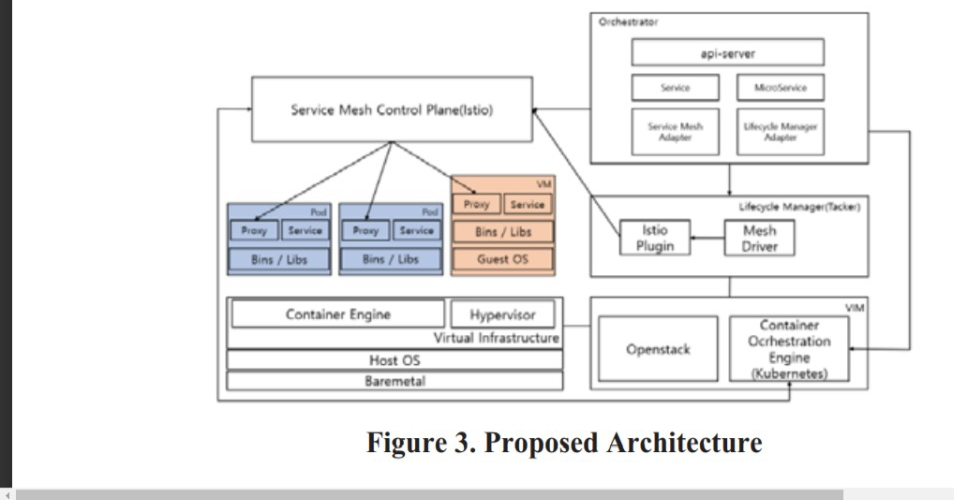 Orchestrator
api-server
Service
MicroService
Service Mesh
Adapter
Lifecycle Manager
Adapter
Service Mesh Control Plane(Istio)
Pod
Proxy
Service
Bins / Libs
Pod
Proxy
Service
Bins / Libs
VM
Proxy
Service
Bins / Libs
Guest OS
Lifecycle Manager(Tacker)
Istio
Plugin
Mesh
Driver
Container Engine
Hypervisor
Virtual Infrastructure
Host OS
Baremetal
VIM
Openstack
Container
Ocrhestration
Engine
(Kubernetes)
Figure 3. Proposed Architecture